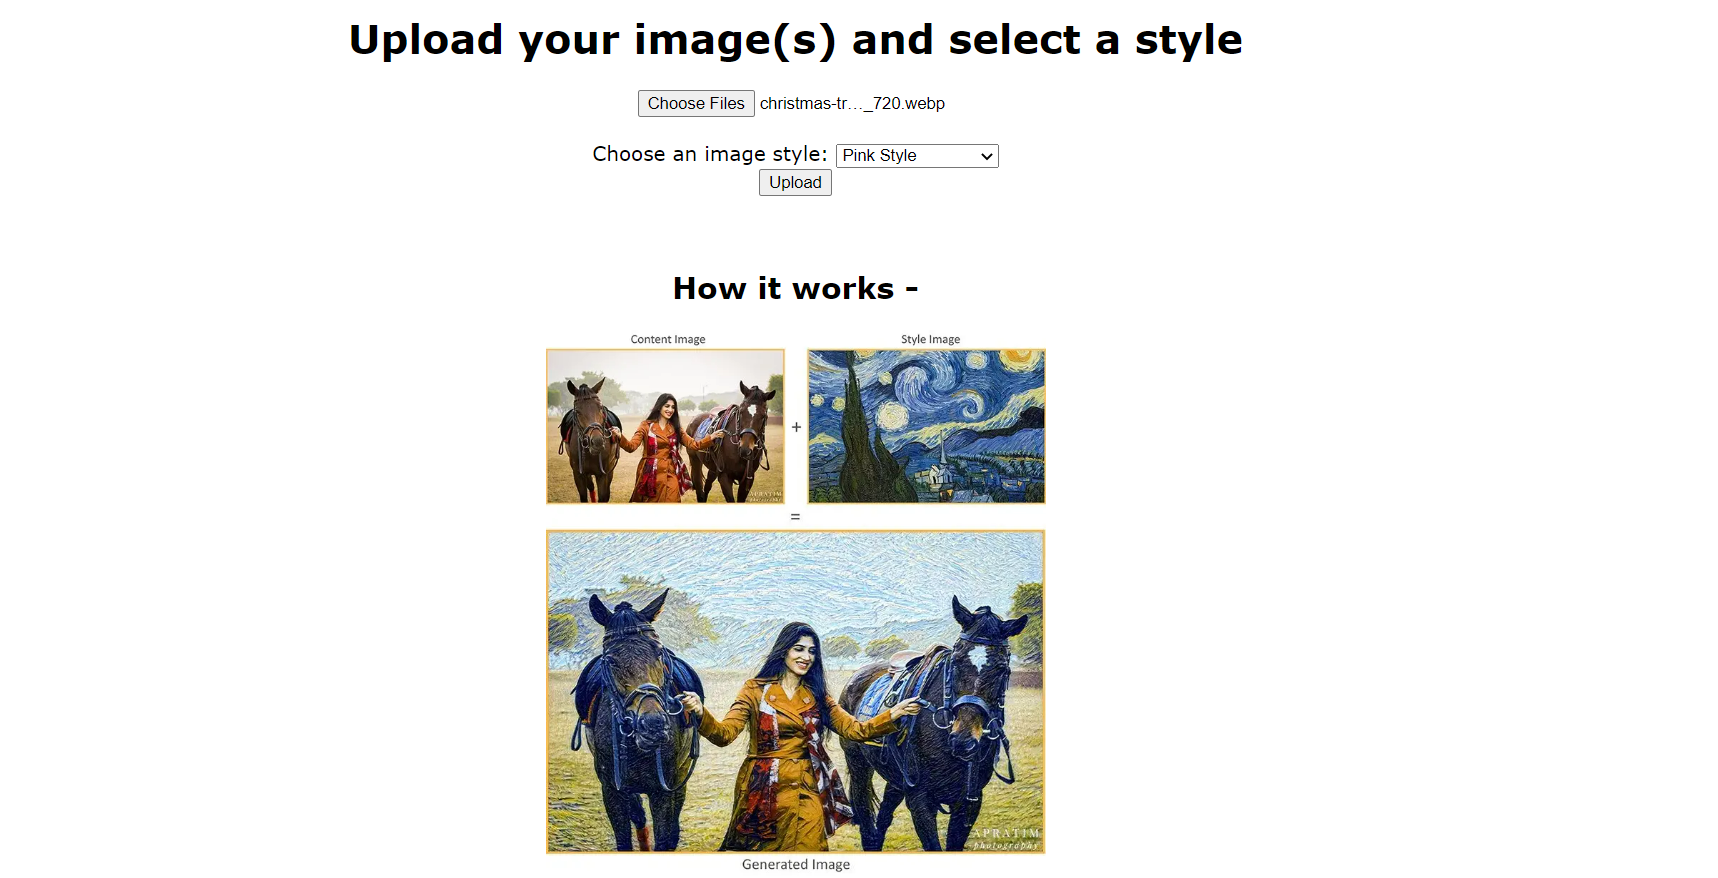 Upload your image(s) and select a style
Choose Files christmas-tr…_720.webp
Choose an image style: Pink Style
Upload
How it works -
Content Image
Style Image
+
=
APRATIM
photography
Generated Image